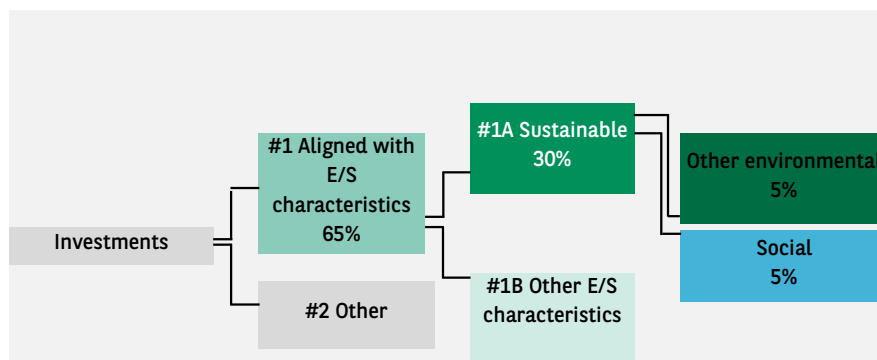 Investments
#1 Aligned with
E/S
characteristics
65%
#2 Other
#1A Sustainable
30%
#1B Other E/S
characteristics
Other environmental
5%
Social
5%